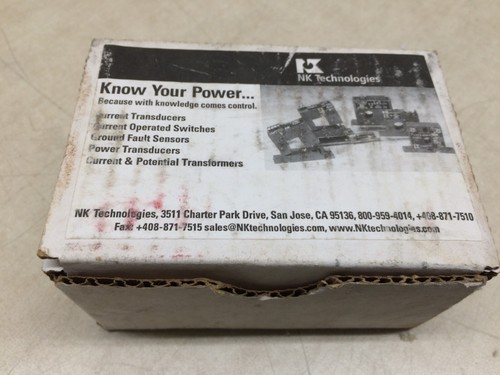 NK Technologies
Know Your Power...
Because with knowledge comes control.
Current Transducers
Current Operated Switches
Ground Fault Sensors
Power Transducers
Current & Potential Transformers
NK Technologies, 3511 Charter Park Drive, San Jose, CA 95136, 800-959-4014, +408-871-7510
Fax: +408-871-7515 sales@NKtechnologies.com, www.NKtechnologies.com